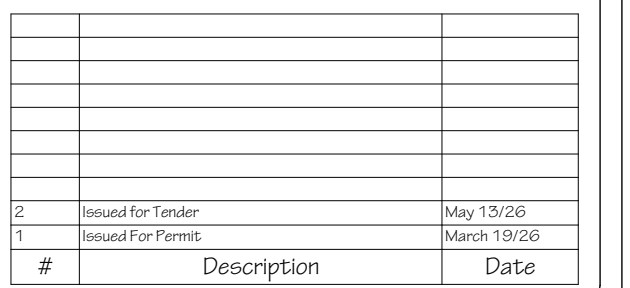 2 Issued for Tender May 13/26
1 Issued For Permit March 19/26
# Description Date